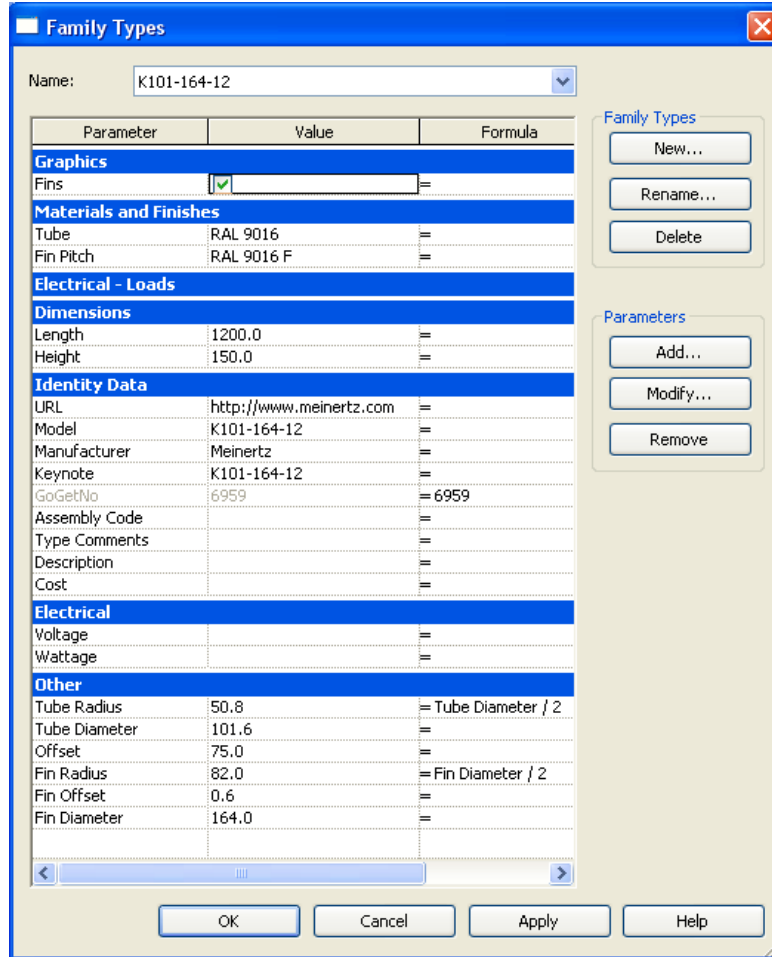 Family Types
Name: K101-164-12
Parameter Value Formula
Family Types
New...
Graphics
Fins =
Rename...
Materials and Finishes
Tube RAL 9016 =
Delete
Fin Pitch RAL 9016 F =
Electrical - Loads
Dimensions
Parameters
Length 1200.0 =
Height 150.0 =
Add...
Identity Data
Modify...
URL http://www.meinertz.com =
Model K101-164-12 =
Manufacturer Meinertz =
Remove
Keynote K101-164-12 =
GoGetNo 6959 = 6959
Assembly Code =
Type Comments =
Description =
Cost =
Electrical
Voltage =
Wattage =
Other
Tube Radius 50.8 = Tube Diameter / 2
Tube Diameter 101.6 =
Offset 75.0 =
Fin Radius 82.0 = Fin Diameter / 2
Fin Offset 0.6 =
Fin Diameter 164.0 =
OK Cancel Apply Help